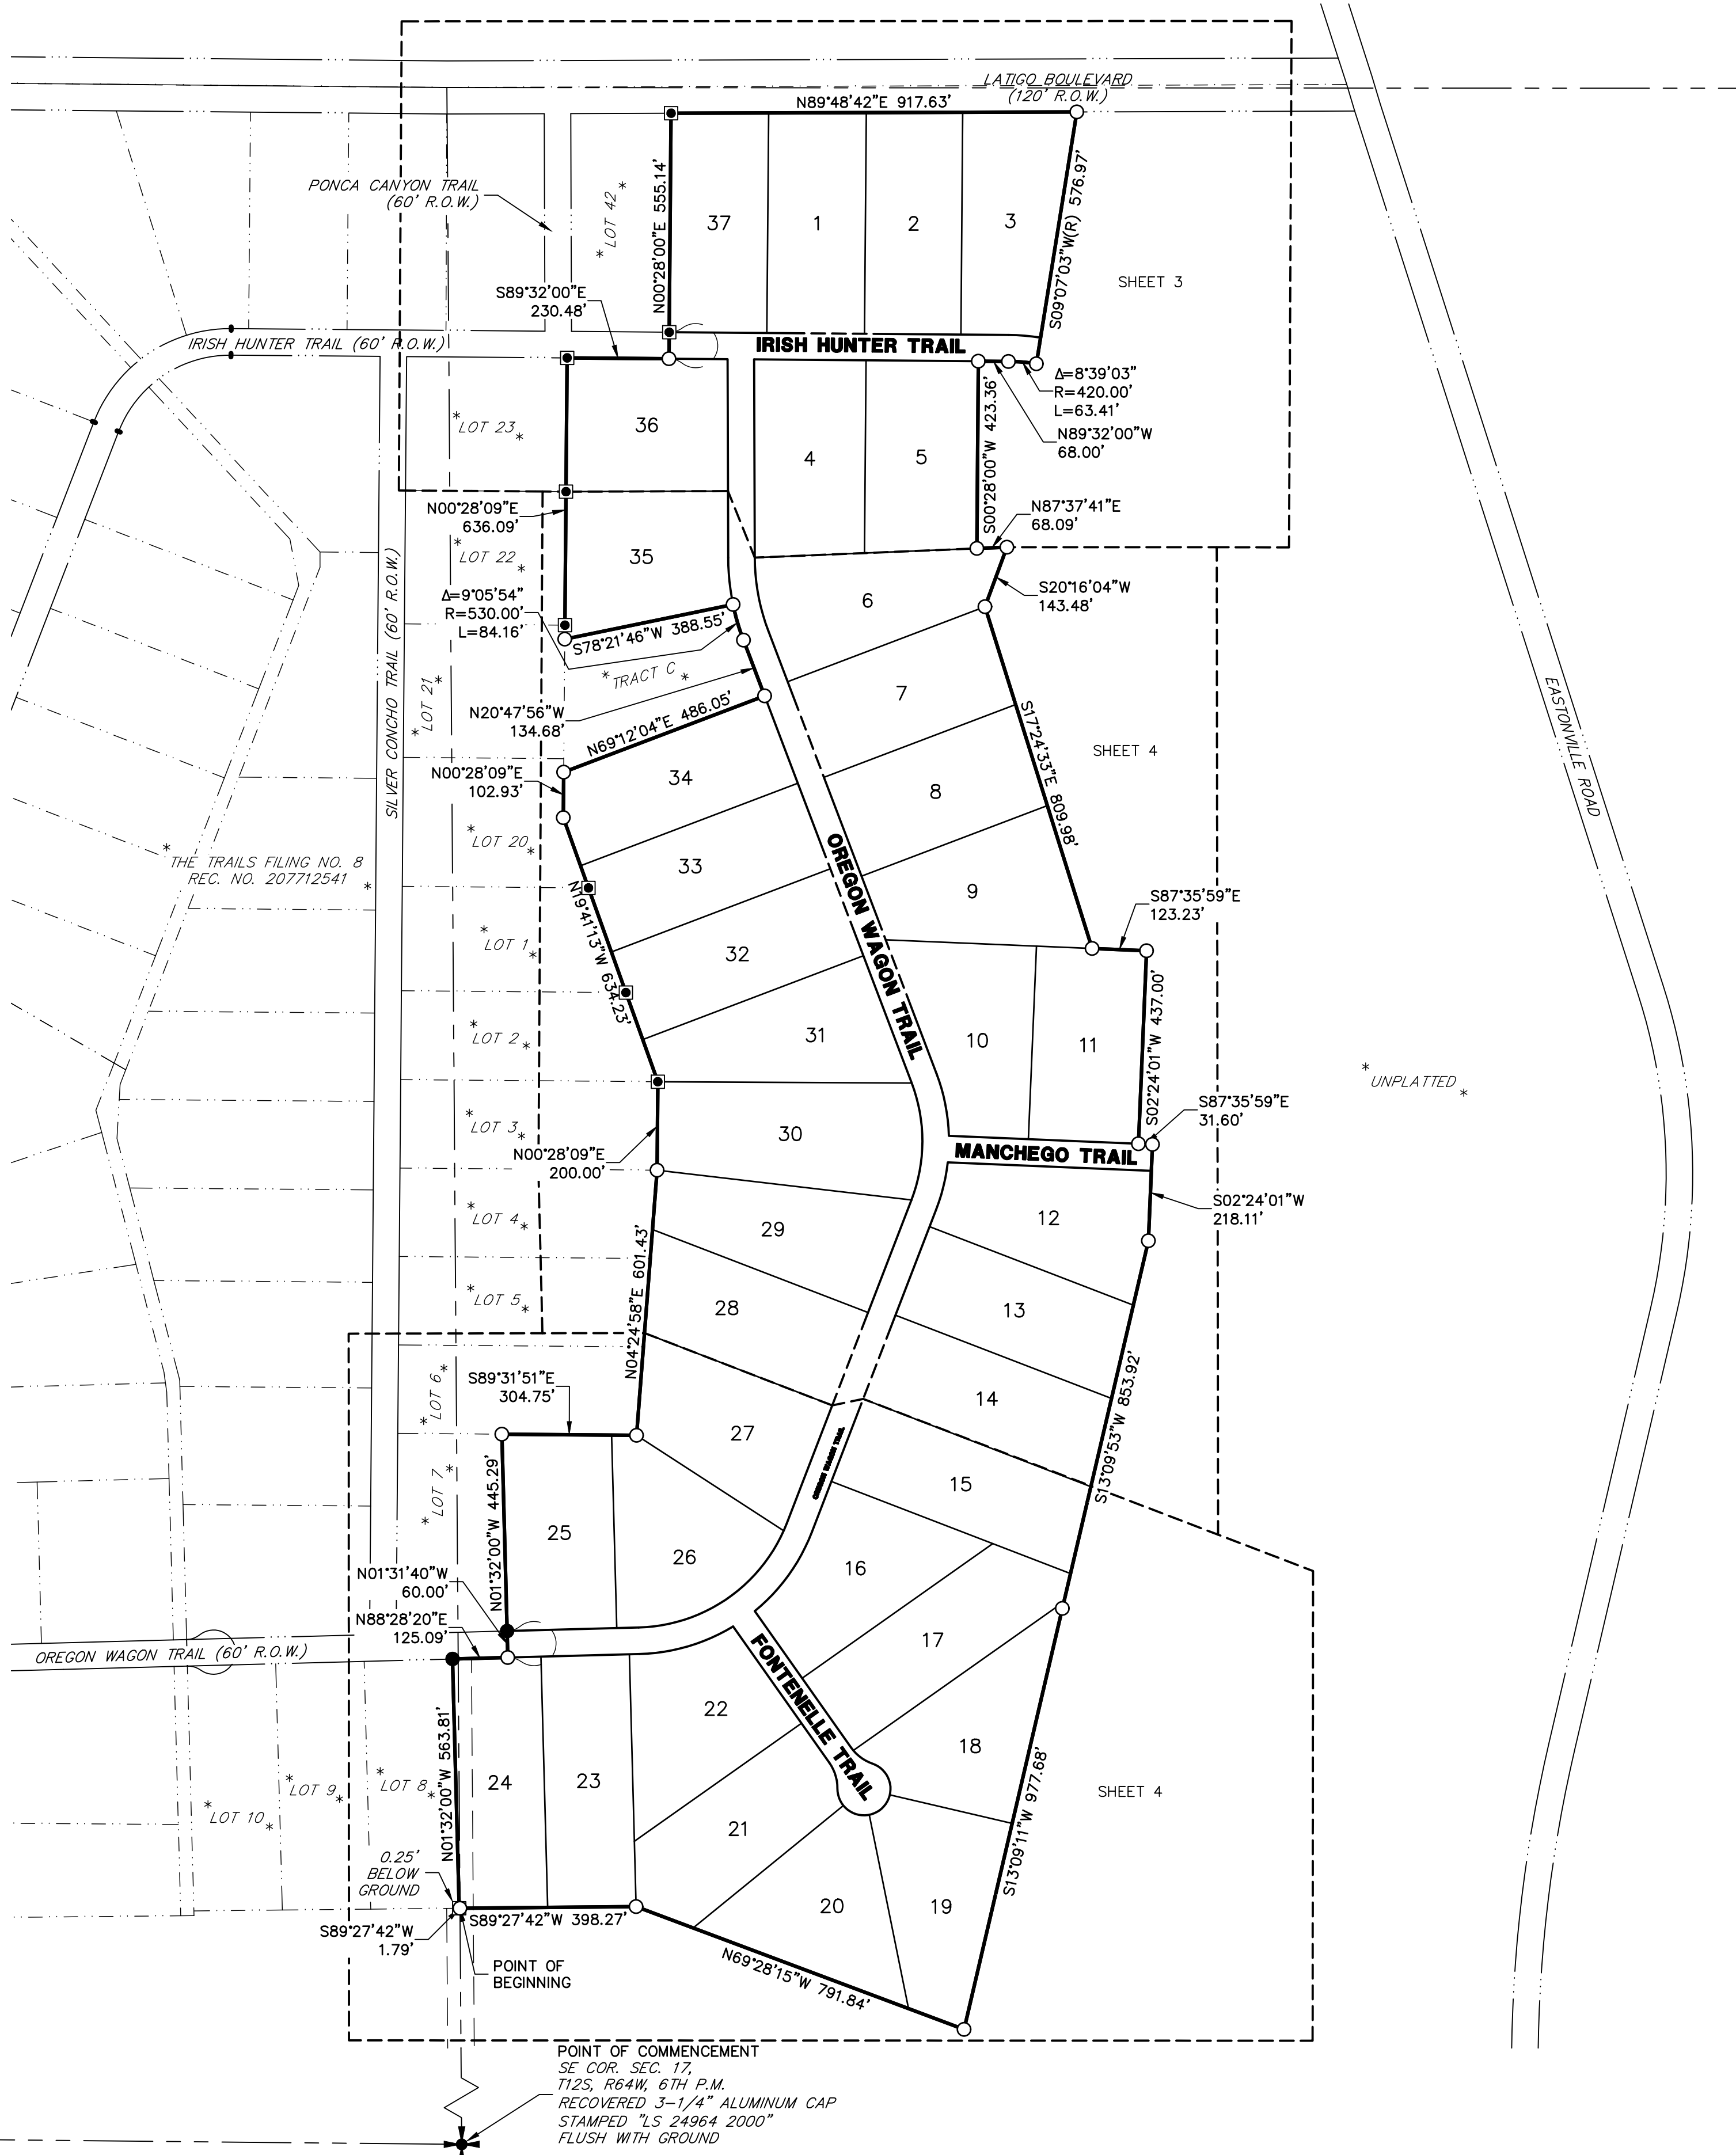 LATIGO BOULEVARD
(120' R.O.W.)
N89°48'42"E 917.63'
PONCA CANYON TRAIL
(60' R.O.W.)
* LOT 42 *
N00°28'00"E 555.14'
37
1
2
3
S09°07'03"W(R) 576.97'
SHEET 3
S89°32'00"E
230.48'
IRISH HUNTER TRAIL (60' R.O.W.)
IRISH HUNTER TRAIL
Δ=8°39'03"
R=420.00'
L=63.41'
N89°32'00"W
68.00'
S00°28'00"W 423.36'
* LOT 23 *
36
4
5
N00°28'09"E
636.09'
N87°37'41"E
68.09'
* LOT 22 *
35
S20°16'04"W
143.48'
6
Δ=9°05'54"
R=530.00'
L=84.16'
S78°21'46"W 388.55'
* TRACT C *
SILVER CONCHO TRAIL (60' R.O.W.)
* LOT 21 *
7
N20°47'56"W
134.68'
N69°12'04"E 486.05'
S17°24'33"E 809.98'
SHEET 4
EASTONVILLE ROAD
N00°28'09"E
102.93'
34
8
* LOT 20 *
* THE TRAILS FILING NO. 8
REC. NO. 207712541 *
33
OREGON WAGON TRAIL
9
S87°35'59"E
123.23'
N19°41'13"W 634.23'
* LOT 1 *
32
S02°24'01"W 437.00'
* LOT 2 *
31
10
11
* UNPLATTED *
S87°35'59"E
31.60'
* LOT 3 *
30
MANCHEGO TRAIL
N00°28'09"E
200.00'
S02°24'01"W
218.11'
* LOT 4 *
29
12
N04°24'58"E 601.43'
* LOT 5 *
28
13
S89°31'51"E
304.75'
* LOT 6 *
14
S13°09'53"W 853.92'
27
OREGON WAGON TRAIL
* LOT 7 *
15
N01°32'00"W 445.29'
25
26
16
N01°31'40"W
60.00'
N88°28'20"E
125.09'
OREGON WAGON TRAIL (60' R.O.W.)
17
FONTENELLE TRAIL
22
18
N01°32'00"W 563.81'
24
23
* LOT 8 *
* LOT 9 *
* LOT 10 *
SHEET 4
S13°09'11"W 977.68'
21
0.25'
BELOW
GROUND
20
19
S89°27'42"W 398.27'
S89°27'42"W
1.79'
POINT OF
BEGINNING
N69°28'15"W 791.84'
POINT OF COMMENCEMENT
SE COR. SEC. 17,
T12S, R64W, 6TH P.M.
RECOVERED 3-1/4" ALUMINUM CAP
STAMPED "LS 24964 2000"
FLUSH WITH GROUND